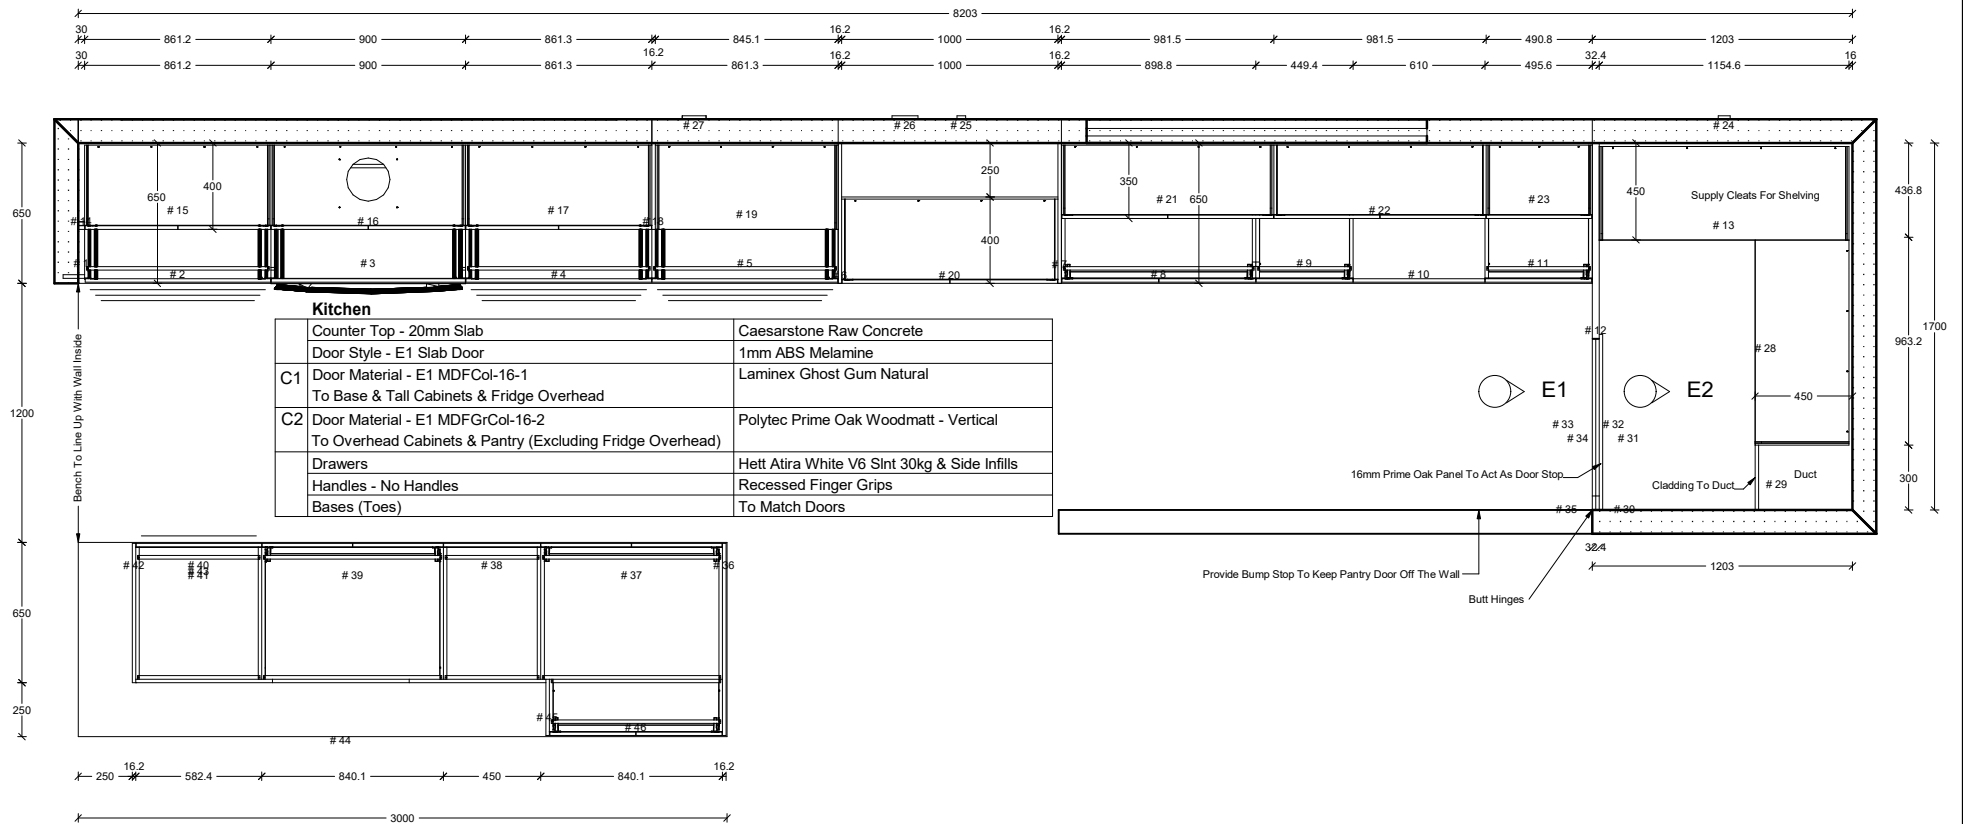 8203
30 861.2 900 861.3 845.1 16.2 1000 16.2 981.5 981.5 490.8 1203
30 861.2 900 861.3 16.2 861.3 16.2 1000 16.2 898.8 449.4 610 495.6 32.4 1154.6 16
# 27 # 26 # 25 # 24
650 650 400 250 350 650 450 436.8 1700
# 14 # 15 # 16 # 17 # 18 # 19 # 21 # 22 # 23 # 13
Supply Cleats For Shelving
400
# 2 # 3 # 4 # 5 # 20 # 8 # 9 # 10 # 11
Kitchen
Counter Top - 20mm Slab Caesarstone Raw Concrete
Door Style - E1 Slab Door 1mm ABS Melamine
C1 Door Material - E1 MDFCol-16-1 Laminex Ghost Gum Natural
To Base & Tall Cabinets & Fridge Overhead
C2 Door Material - E1 MDFGrCol-16-2 Polytec Prime Oak Woodmatt - Vertical
To Overhead Cabinets & Pantry (Excluding Fridge Overhead)
Drawers Hett Atira White V6 Slnt 30kg & Side Infills
Handles - No Handles Recessed Finger Grips
Bases (Toes) To Match Doors
Bench To Line Up With Wall Inside
1200
# 12
# 28
963.2
E1 E2
450
# 33 # 32
# 34 # 31
16mm Prime Oak Panel To Act As Door Stop
Cladding To Duct
# 29
Duct
300
# 35 # 30
32.4
1203
Provide Bump Stop To Keep Pantry Door Off The Wall
Butt Hinges
# 42 # 40 # 41 # 39 # 38 # 37 # 36
650
250
# 45 # 46
# 44
250 16.2 582.4 840.1 450 840.1 16.2
3000